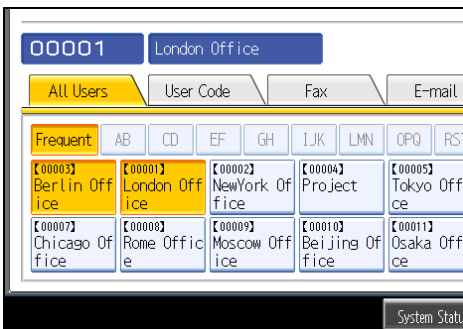 00001 London Office
All Users User Code Fax E-mail
Frequent AB CD EF GH IJK LMN OPQ RS
【00003】 【00001】 【00002】 【00004】 【00005】
Berlin Off London Off NewYork Of Project Tokyo Off
ice ice fice ce
【00007】 【00008】 【00009】 【00010】 【00011】
Chicago Of Rome Offic Moscow Off Beijing Of Osaka Off
fice e ice fice ce
System Statu